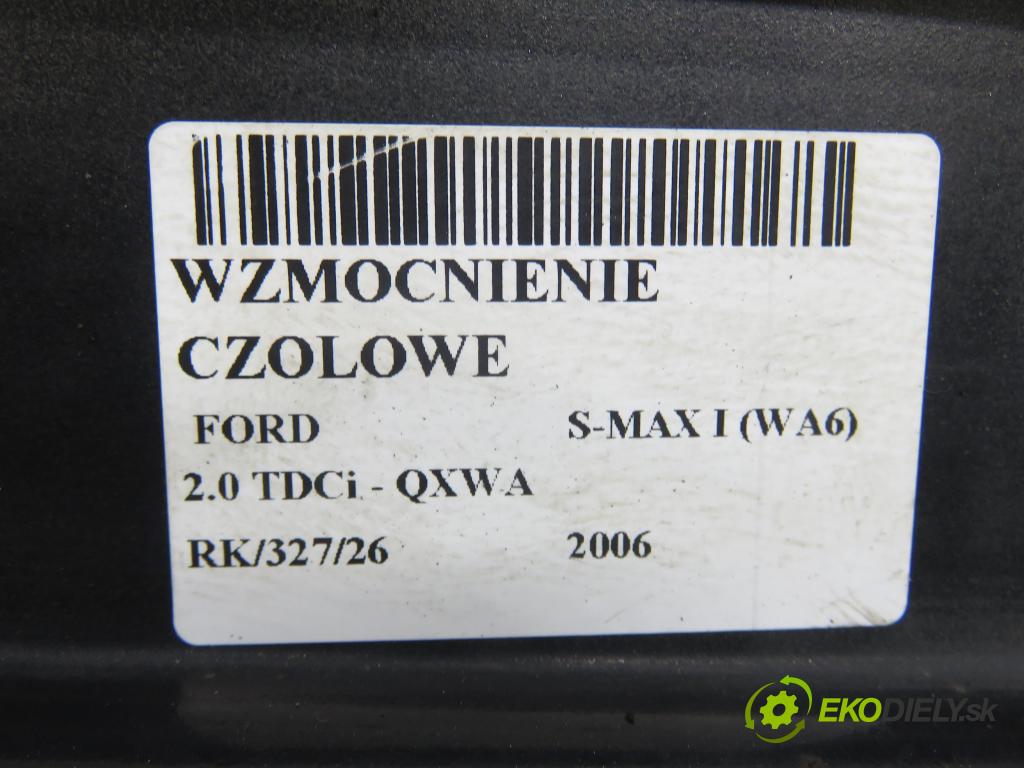 WZMOCNIENIE
CZOLOWE
FORD S-MAX I (WA6)
2.0 TDCi - QXWA
RK/327/26 2006
EKODIELY.sk